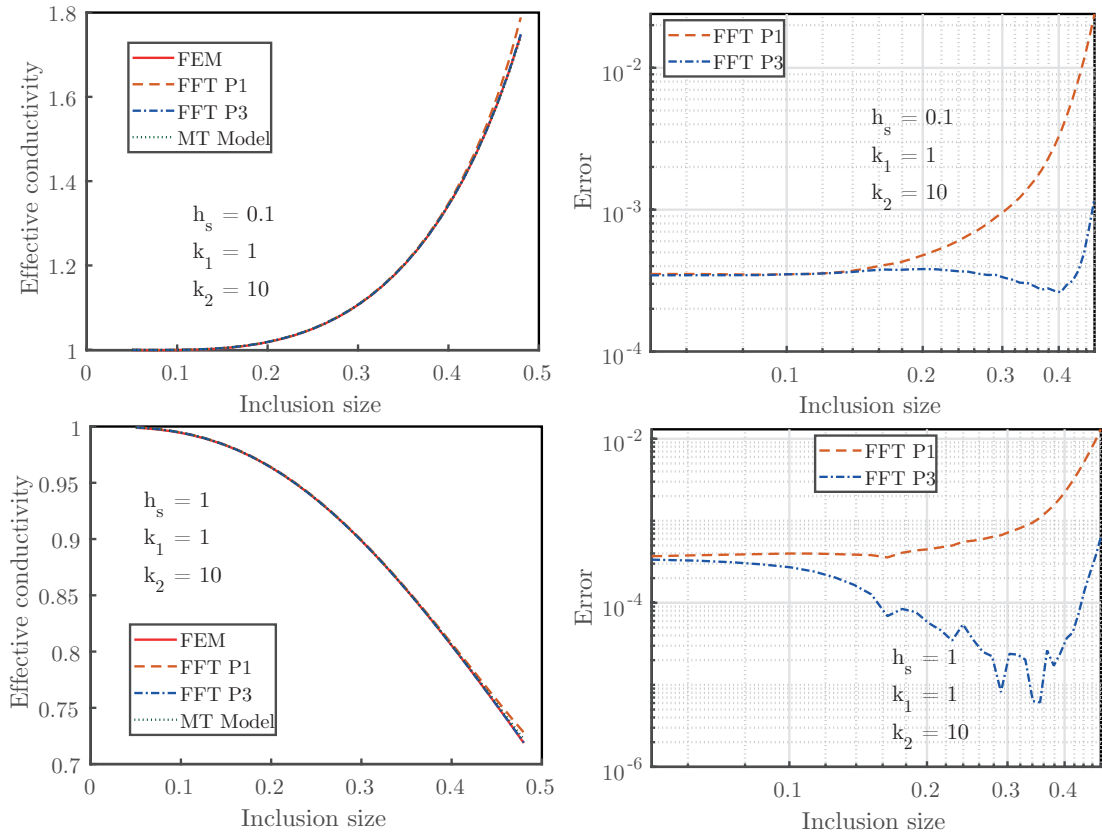 1.8
1.6
1.4
1.2
1
Effective conductivity
FEM
FFT P1
FFT P3
MT Model
h_s = 0.1
k_1 = 1
k_2 = 10
0
0.1
0.2
0.3
0.4
0.5
Inclusion size
10^-2
10^-3
10^-4
Error
FFT P1
FFT P3
h_s = 0.1
k_1 = 1
k_2 = 10
0.1
0.2
0.3
0.4
Inclusion size
1
0.95
0.9
0.85
0.8
0.75
0.7
Effective conductivity
h_s = 1
k_1 = 1
k_2 = 10
FEM
FFT P1
FFT P3
MT Model
0
0.1
0.2
0.3
0.4
0.5
Inclusion size
10^-2
10^-4
10^-6
Error
FFT P1
FFT P3
h_s = 1
k_1 = 1
k_2 = 10
0.1
0.2
0.3
0.4
Inclusion size